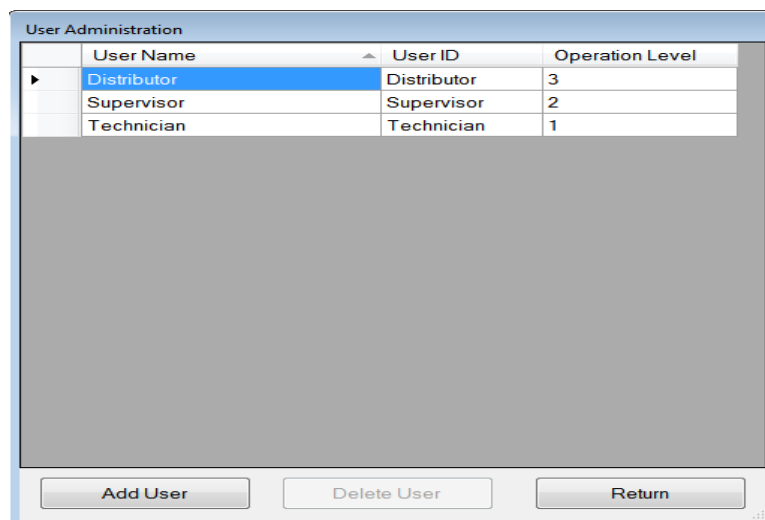 User Administration
User Name User ID Operation Level
Distributor Distributor 3
Supervisor Supervisor 2
Technician Technician 1
Add User Delete User Return